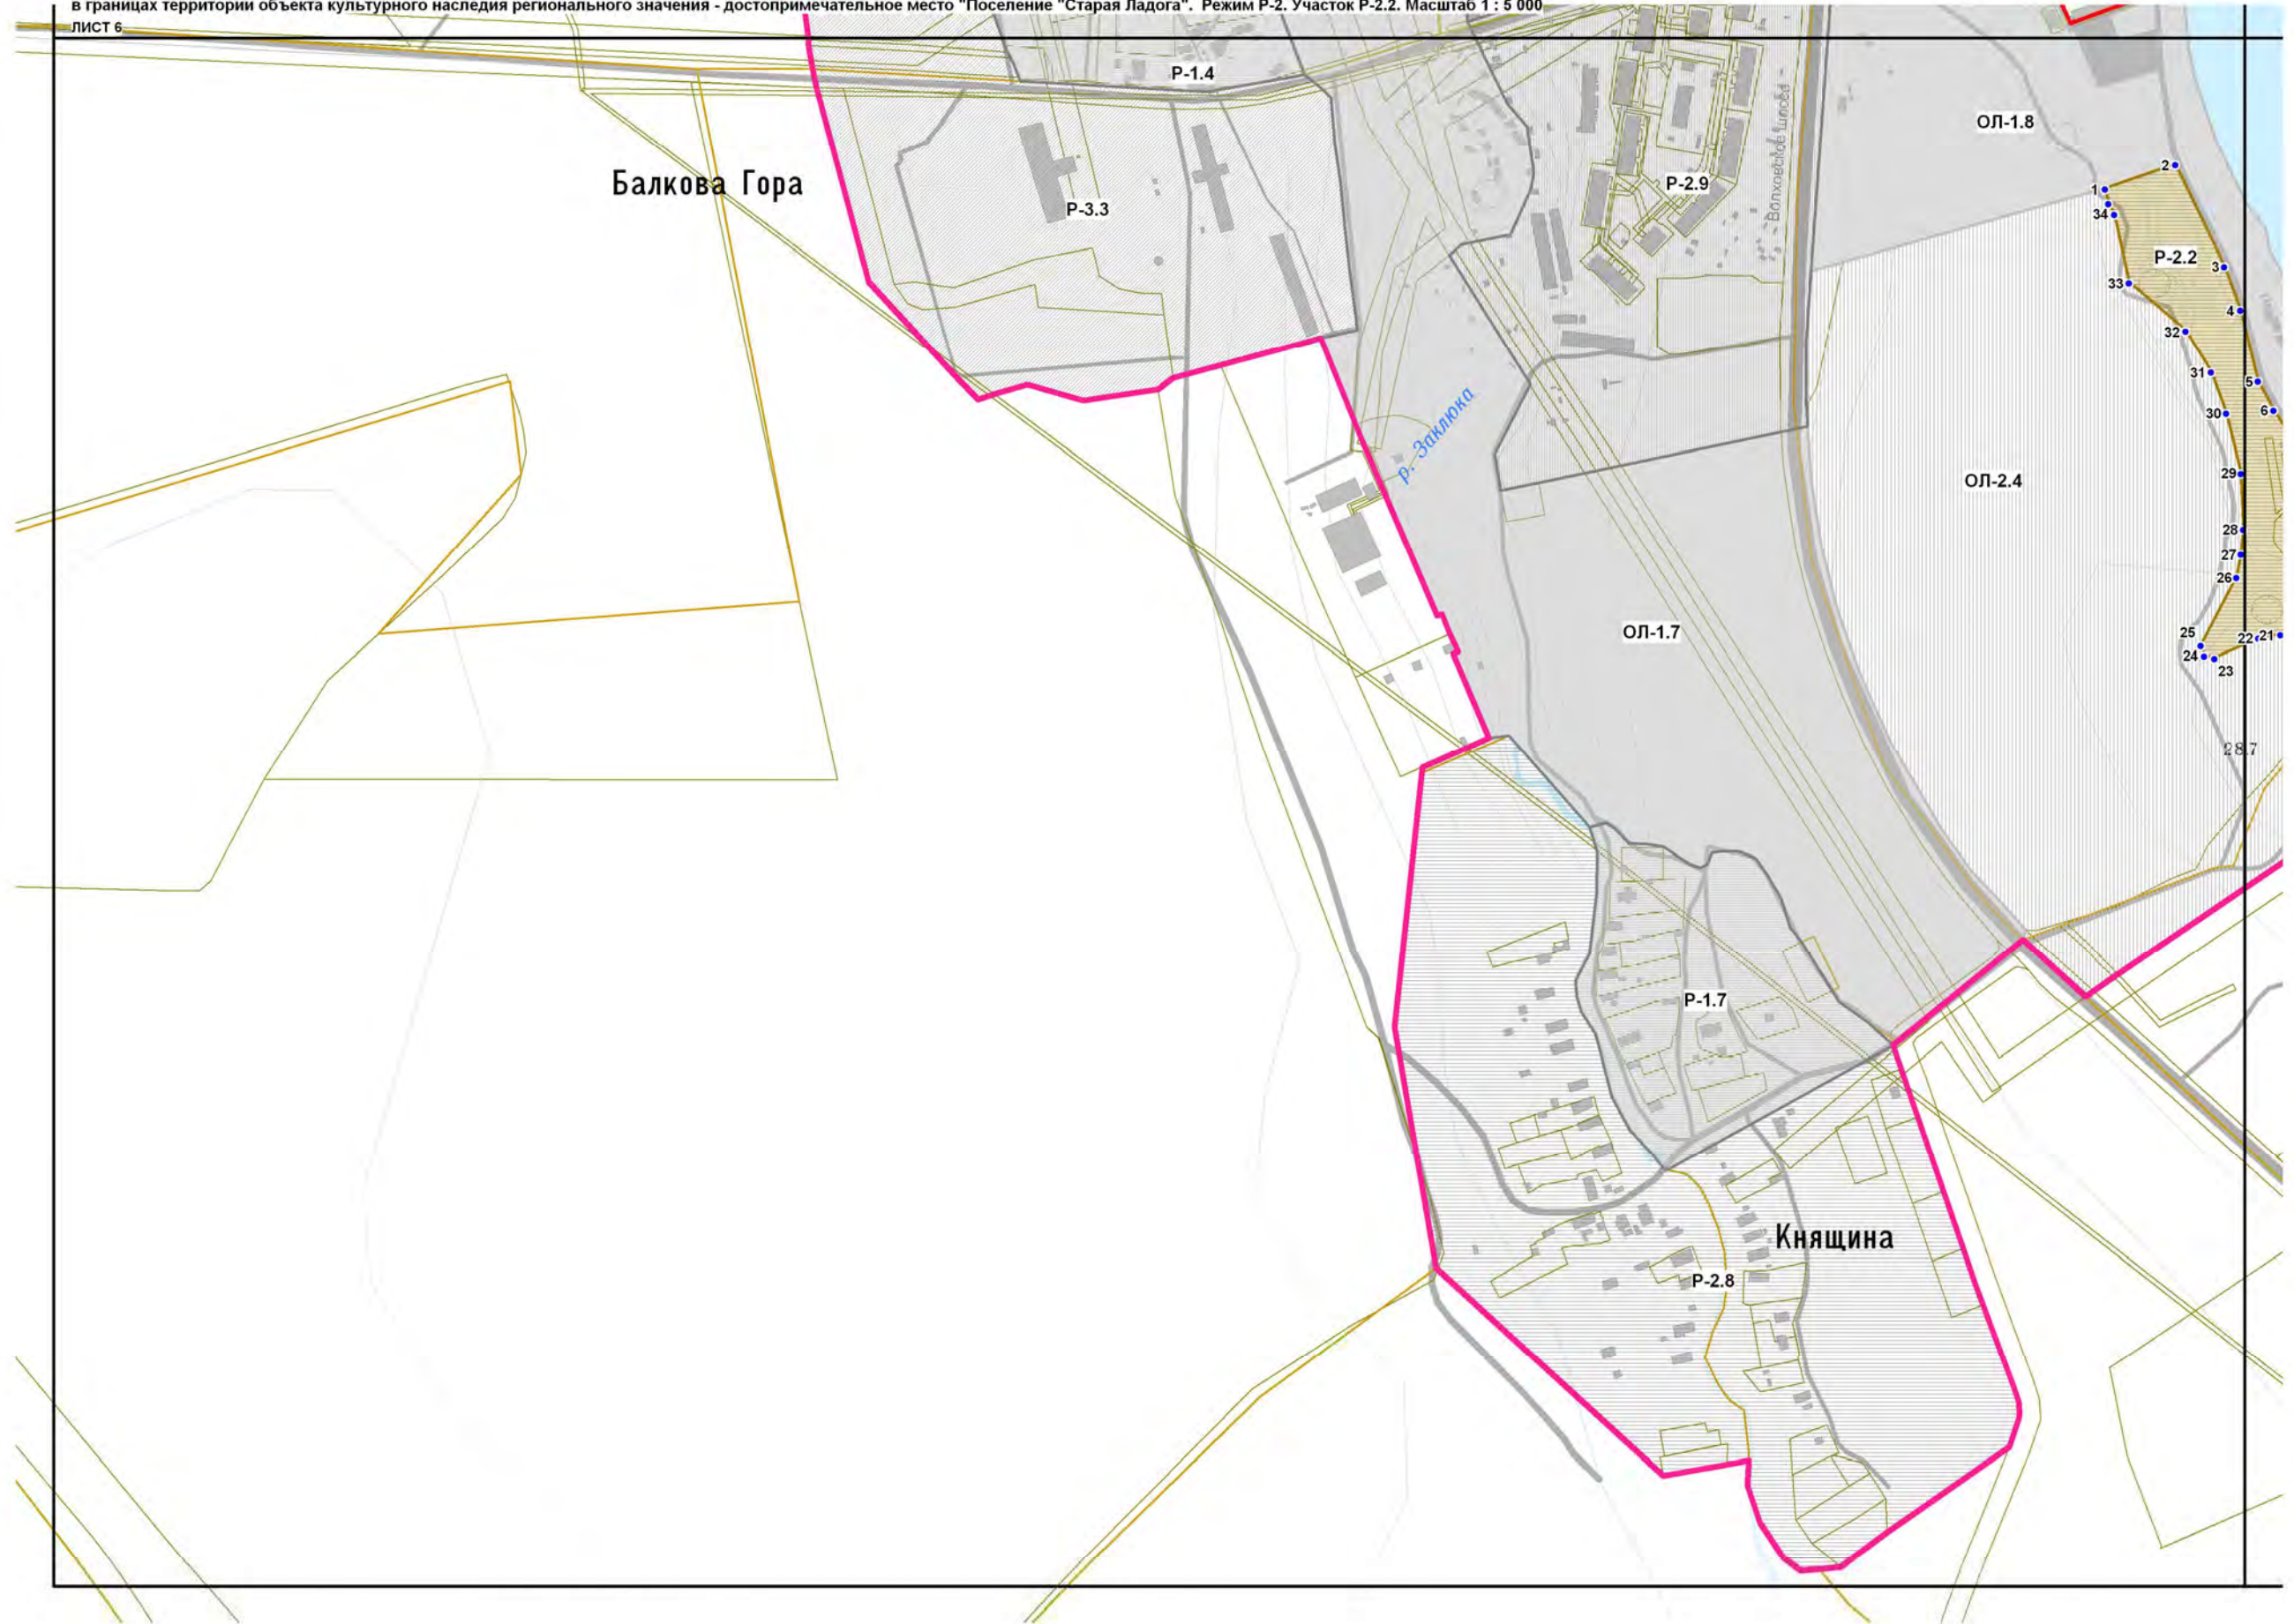 в границах территории объекта культурного наследия регионального значения - достопримечательное место "Поселение "Старая Ладога". Режим Р-2. Участок Р-2.2. Масштаб 1 : 5 000
ЛИСТ 6
Р-1.4
ОЛ-1.8
Волховское шоссе
Балкова Гора
Р-3.3
Р-2.9
2
1
34
Р-2.2
3
33
4
32
31
5
30
6
р. Заклюка
29
ОЛ-2.4
28
27
26
ОЛ-1.7
25
22
21
24
23
28.7
Р-1.7
Княщина
Р-2.8